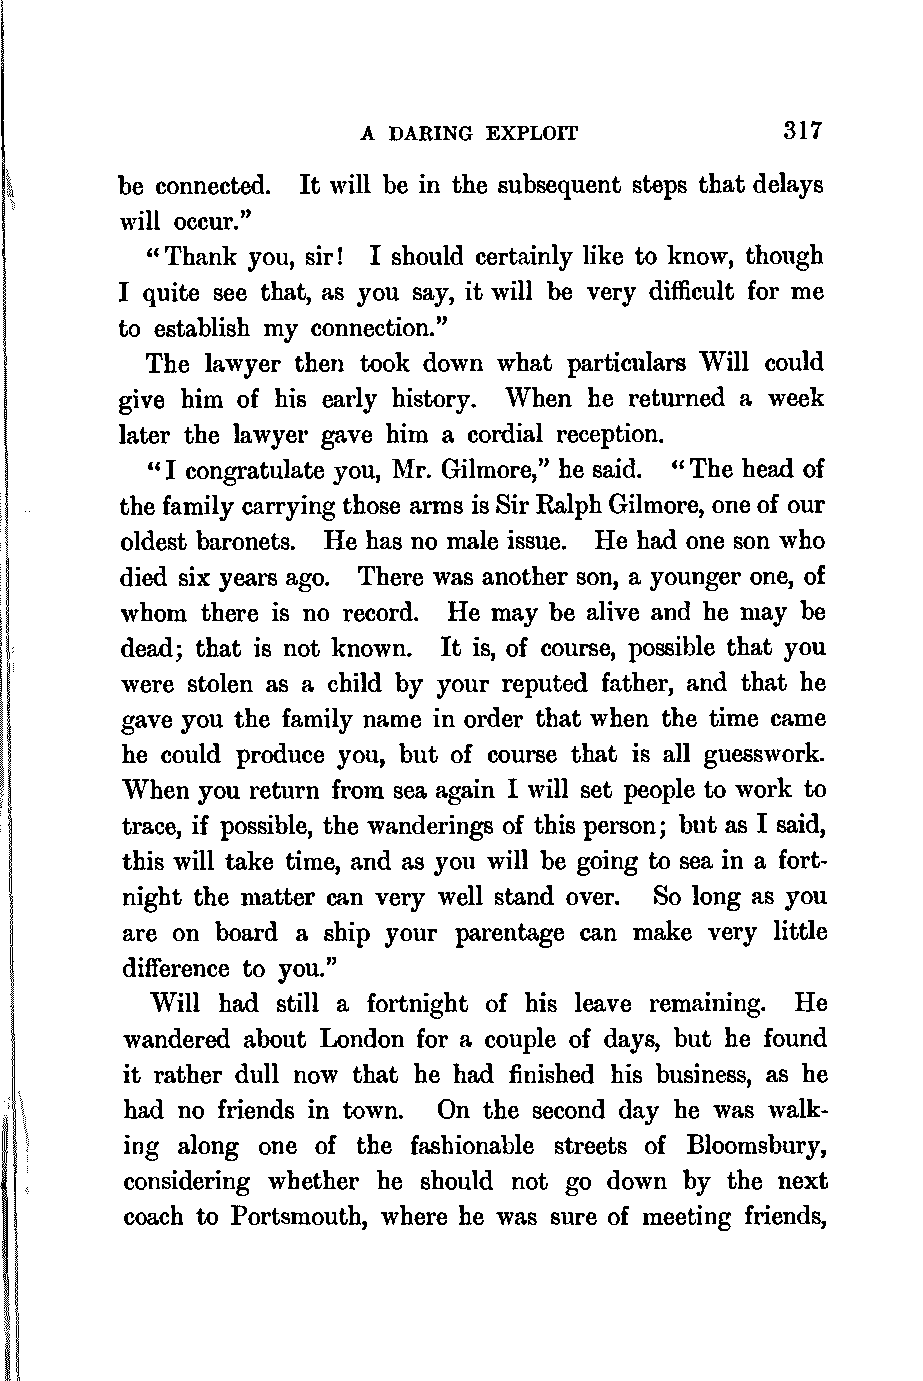 A DARING EXPLOIT 317
be connected. It will be in the subsequent steps that delays
will occur."
"Thank you, sir! I should certainly like to know, though
I quite see that, as you say, it will be very difficult for me
to establish my connection."
The lawyer then took down what particulars Will could
give him of his early history. When he returned a week
later the lawyer gave him a cordial reception.
"I congratulate you, Mr. Gilmore," he said. "The head of
the family carrying those arms is Sir Ralph Gilmore, one of our
oldest baronets. He has no male issue. He had one son who
died six years ago. There was another son, a younger one, of
whom there is no record. He may be alive and he may be
dead; that is not known. It is, of course, possible that you
were stolen as a child by your reputed father, and that he
gave you the family name in order that when the time came
he could produce you, but of course that is all guesswork.
When you return from sea again I will set people to work to
trace, if possible, the wanderings of this person; but as I said,
this will take time, and as you will be going to sea in a fort-
night the matter can very well stand over. So long as you
are on board a ship your parentage can make very little
difference to you."
Will had still a fortnight of his leave remaining. He
wandered about London for a couple of days, but he found
it rather dull now that he had finished his business, as he
had no friends in town. On the second day he was walk-
ing along one of the fashionable streets of Bloomsbury,
considering whether he should not go down by the next
coach to Portsmouth, where he was sure of meeting friends,